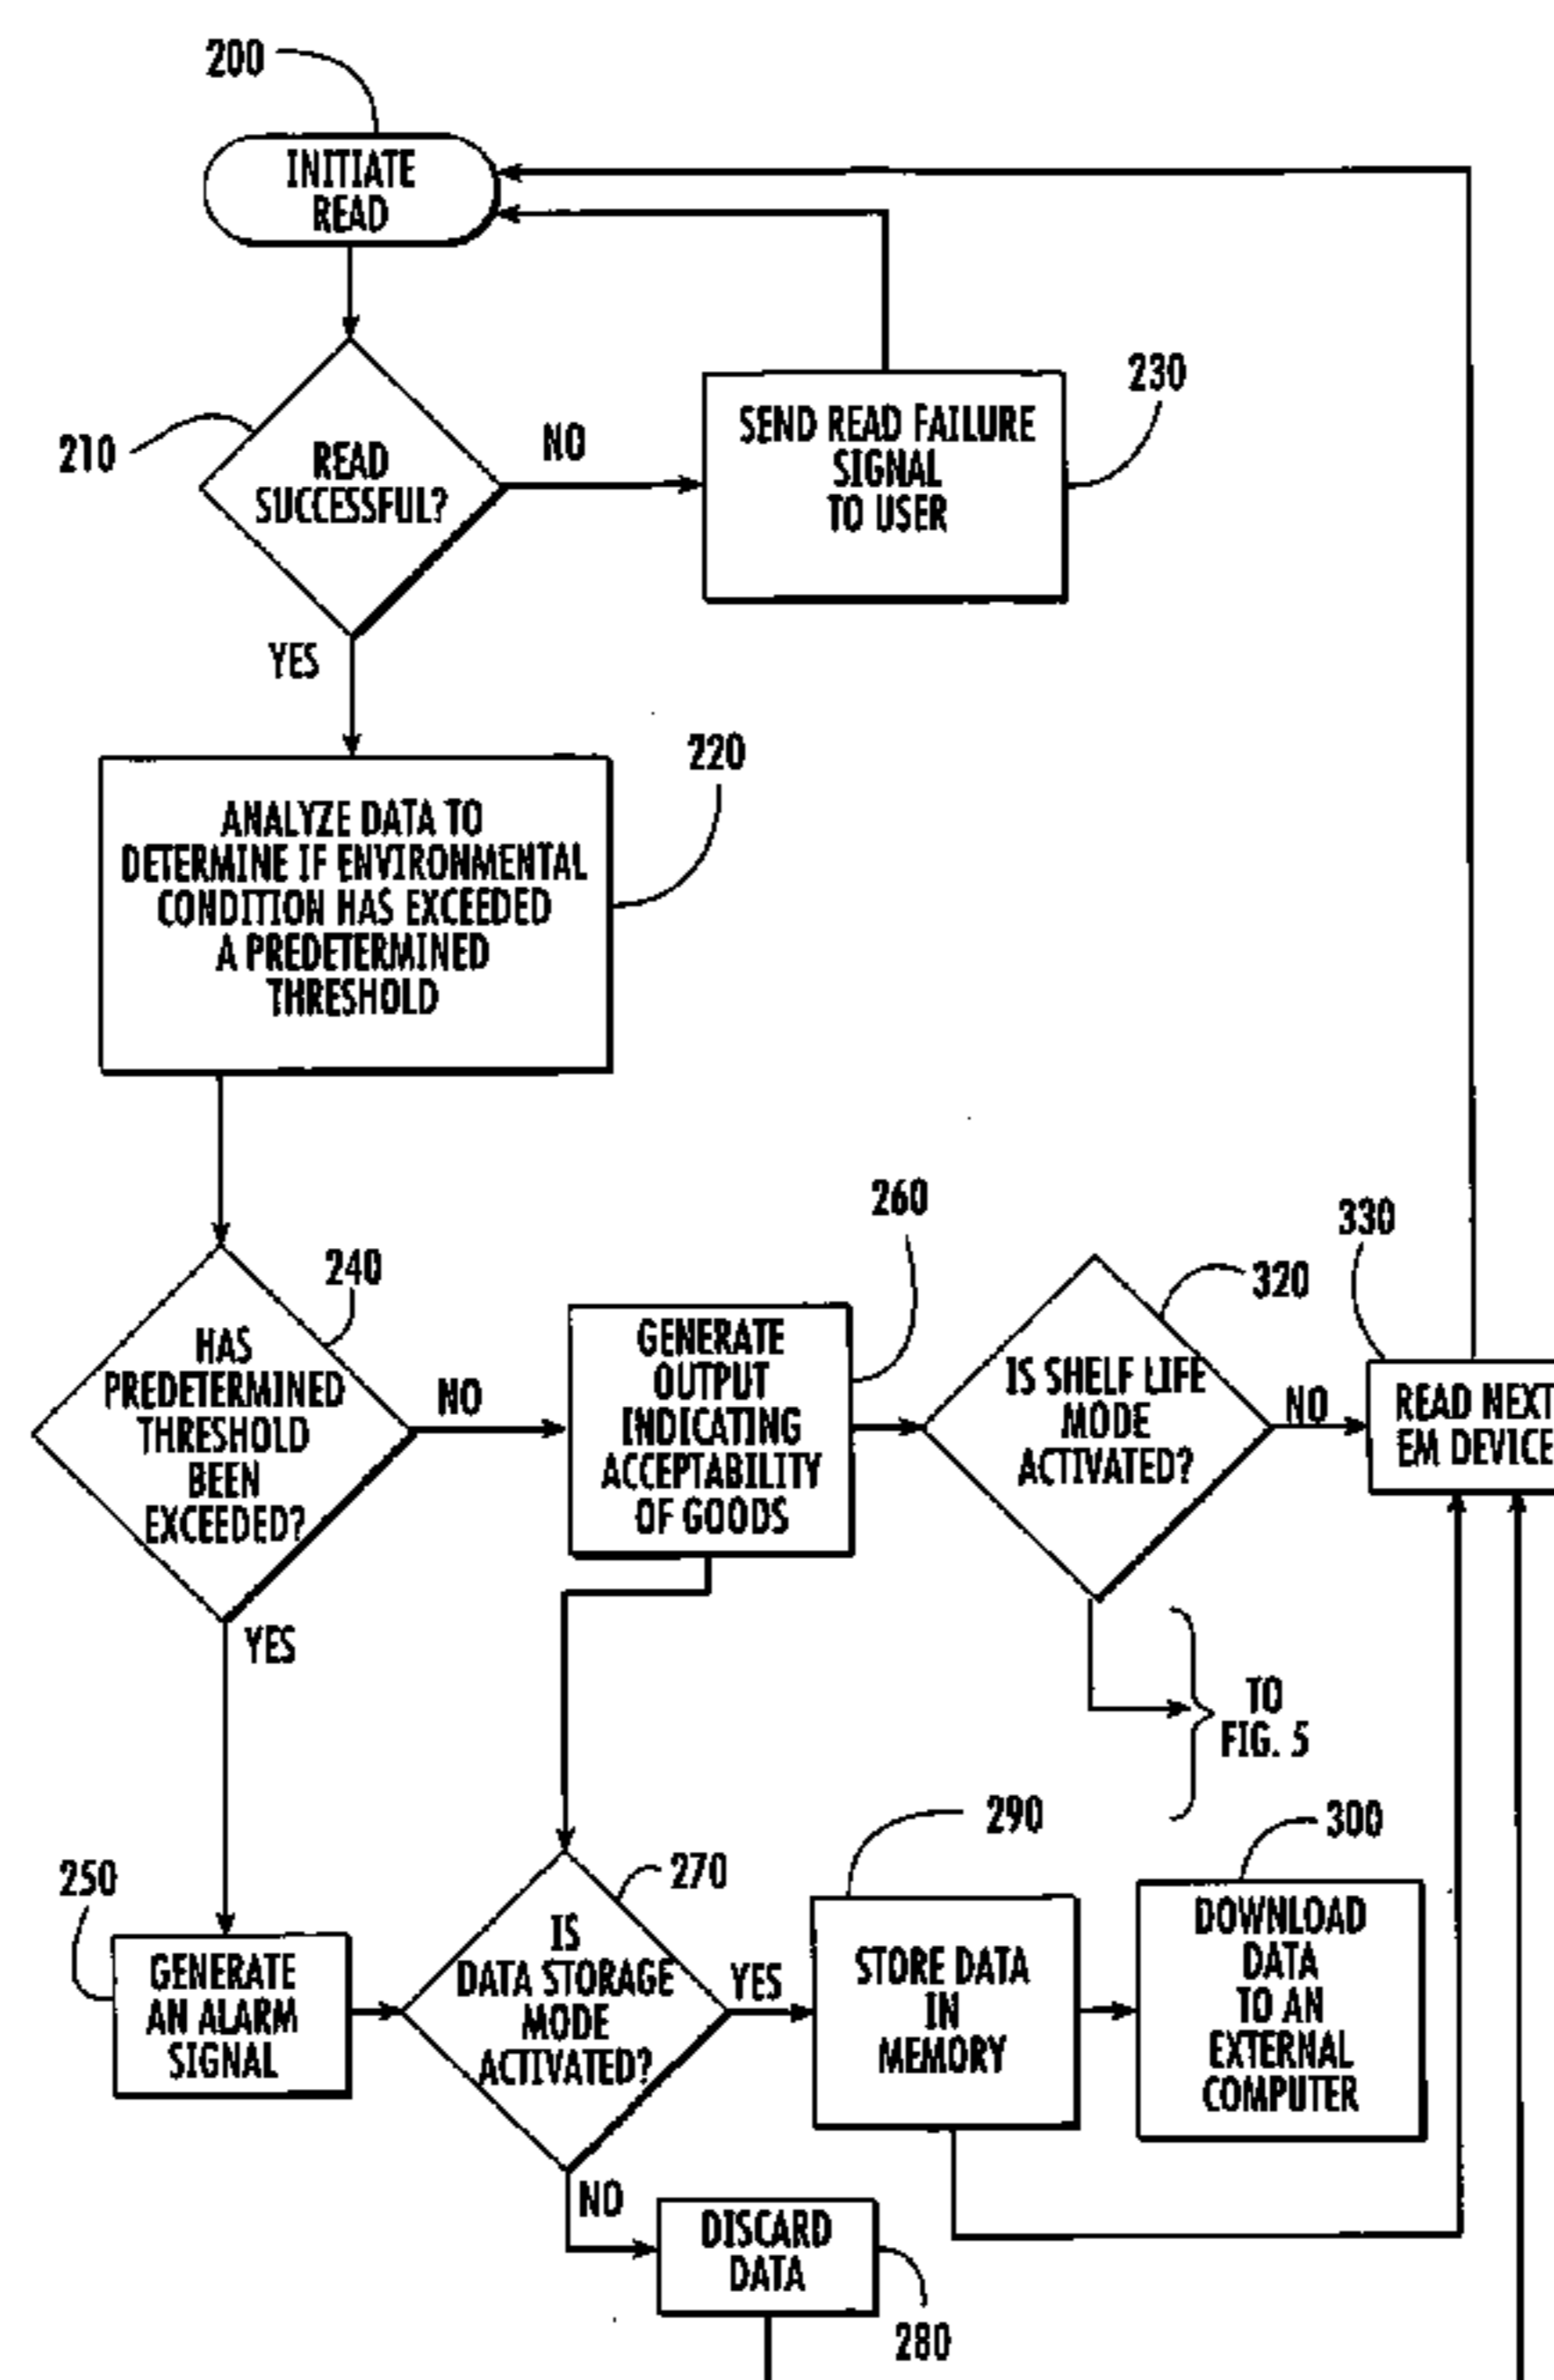 200
INITIATE
READ
210
READ
SUCCESSFUL?
NO
YES
230
SEND READ FAILURE
SIGNAL
TO USER
220
ANALYZE DATA TO
DETERMINE IF ENVIRONMENTAL
CONDITION HAS EXCEEDED
A PREDETERMINED
THRESHOLD
240
HAS
PREDETERMINED
THRESHOLD
BEEN
EXCEEDED?
NO
YES
260
GENERATE
OUTPUT
INDICATING
ACCEPTABILITY
OF GOODS
320
IS SHELF LIFE
MODE
ACTIVATED?
NO
330
READ NEXT
EM DEVICE
TO
FIG. 5
250
GENERATE
AN ALARM
SIGNAL
270
IS
DATA STORAGE
MODE
ACTIVATED?
YES
NO
290
STORE DATA
IN
MEMORY
300
DOWNLOAD
DATA
TO AN
EXTERNAL
COMPUTER
DISCARD
DATA
280